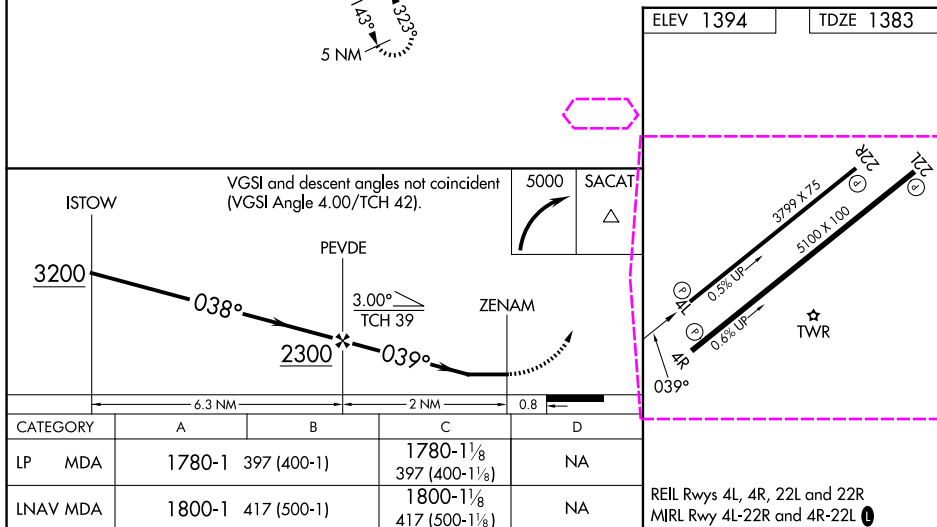 143°
323°
5 NM
ELEV 1394
TDZE 1383
VGSI and descent angles not coincident
(VGSI Angle 4.00/TCH 42).
5000
SACAT
ISTOW
PEVDE
ZENAM
3200
038°
3.00°
TCH 39
2300
039°
6.3 NM
2 NM
0.8
22R
22L
P
P
3799 X 75
5100 X 100
P
4L
0.5% UP
P
4R
0.6% UP
TWR
039°
CATEGORY A B C D
LP MDA 1780-1 397 (400-1) 1780-1⅛ NA
397 (400-1⅛)
LNAV MDA 1800-1 417 (500-1) 1800-1⅛ NA
417 (500-1⅛)
REIL Rwys 4L, 4R, 22L and 22R
MIRL Rwy 4L-22R and 4R-22L L